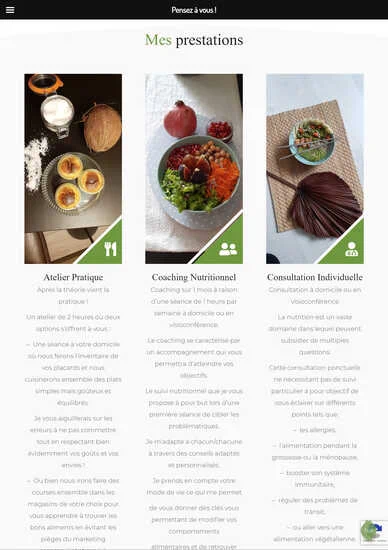 Pensez à vous !
Mes prestations
Atelier Pratique
Après la théorie vient la
pratique !
Un atelier de 2 heures où deux
options s'offrent à vous :
– Une séance à votre domicile
où nous ferons l'inventaire de
vos placards et nous
cuisinerons ensemble des plats
simples mais goûteux et
équilibrés.
Je vous aiguillerais sur les
erreurs à ne pas commettre
tout en respectant bien
évidemment vos goûts et vos
envies !
– Ou bien nous irons faire des
courses ensemble dans les
magasins de votre choix pour
vous apprendre à trouver les
bons aliments en évitant les
pièges du marketing
Coaching Nutritionnel
Coaching sur 1 mois à raison
d'une séance de 1 heure par
semaine à domicile ou en
visioconférence.
Le coaching se caractérise par
un accompagnement qui vous
permettra d'atteindre vos
objectifs.
Le suivi nutritionnel que je vous
propose a pour but lors d'une
première séance de cibler les
problématiques.
Je m'adapte à chacun/chacune
à travers des conseils adaptés
et personnalisés.
Je prends en compte votre
mode de vie ce qui me permet
de vous donner des clés vous
permettant de modifier vos
comportements
alimentaires et de retrouver
Consultation Individuelle
Consultation à domicile ou en
visioconférence
La nutrition est un vaste
domaine dans lequel peuvent
subsister de multiples
questions.
Cette consultation ponctuelle
ne nécessitant pas de suivi
particulier a pour objectif de
vous éclairer sur différents
points tels que:
– les allergies,
– l'alimentation pendant la
grossesse ou la ménopause,
– booster son système
immunitaire,
– réguler des problèmes de
transit,
– ou aller vers une
alimentation végétalienne.